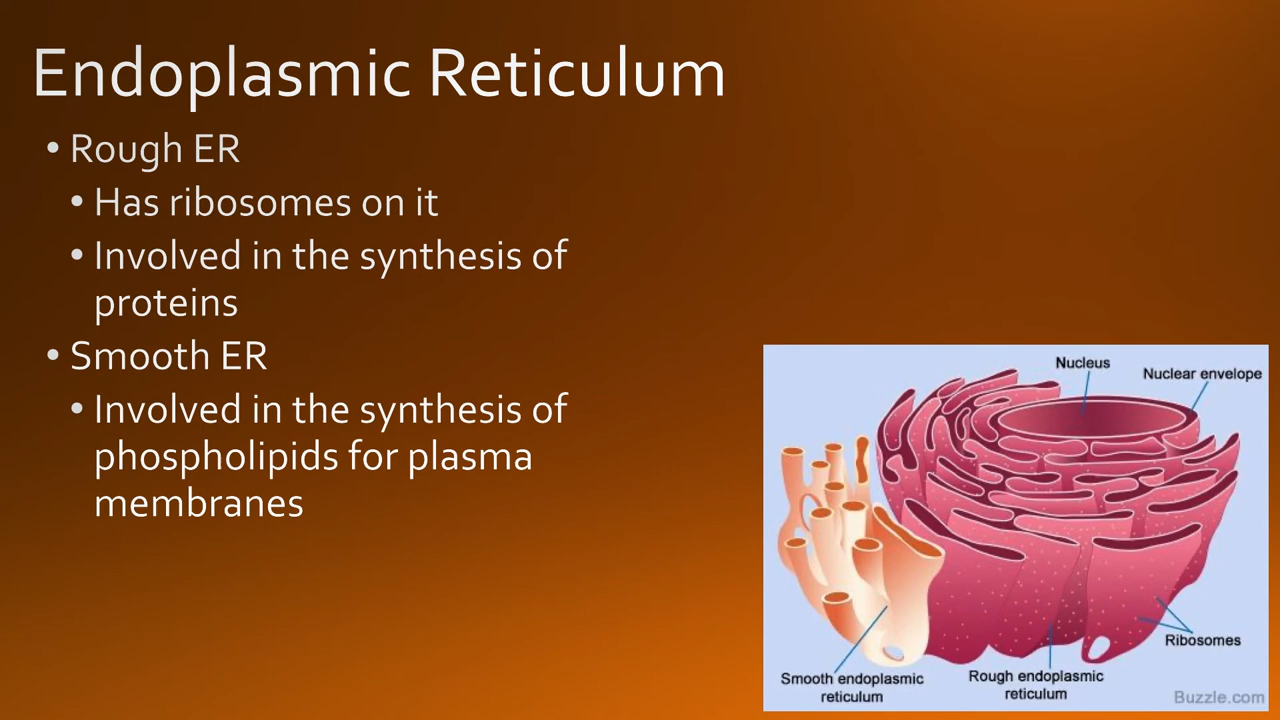 Endoplasmic Reticulum
• Rough ER
• Has ribosomes on it
• Involved in the synthesis of
proteins
• Smooth ER
• Involved in the synthesis of
phospholipids for plasma
membranes
Nucleus
Nuclear envelope
Ribosomes
Smooth endoplasmic
reticulum
Rough endoplasmic
reticulum
Buzzle.com